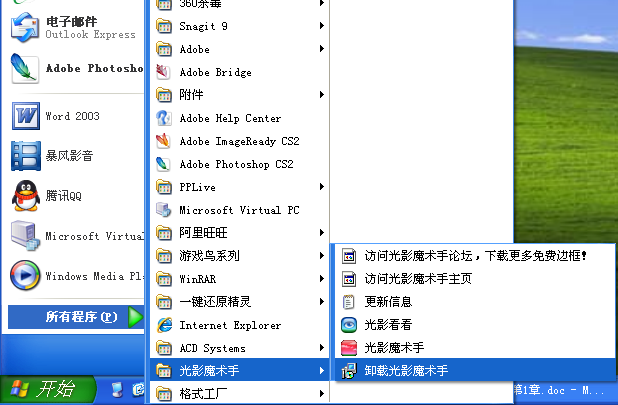 电子邮件
Outlook Express
Adobe Photosho
Word 2003
暴风影音
腾讯QQ
Microsoft Virtual
Windows Media Pla
所有程序(P)
开始
360杀毒
Snagit 9
Adobe
Adobe Bridge
附件
Adobe Help Center
Adobe ImageReady CS2
Adobe Photoshop CS2
PPLive
Microsoft Virtual PC
阿里旺旺
游戏鸟系列
WinRAR
一键还原精灵
Internet Explorer
ACD Systems
光影魔术手
格式工厂
访问光影魔术手论坛，下载更多免费边框!
访问光影魔术手主页
更新信息
光影看看
光影魔术手
卸载光影魔术手
第1章.doc - M...